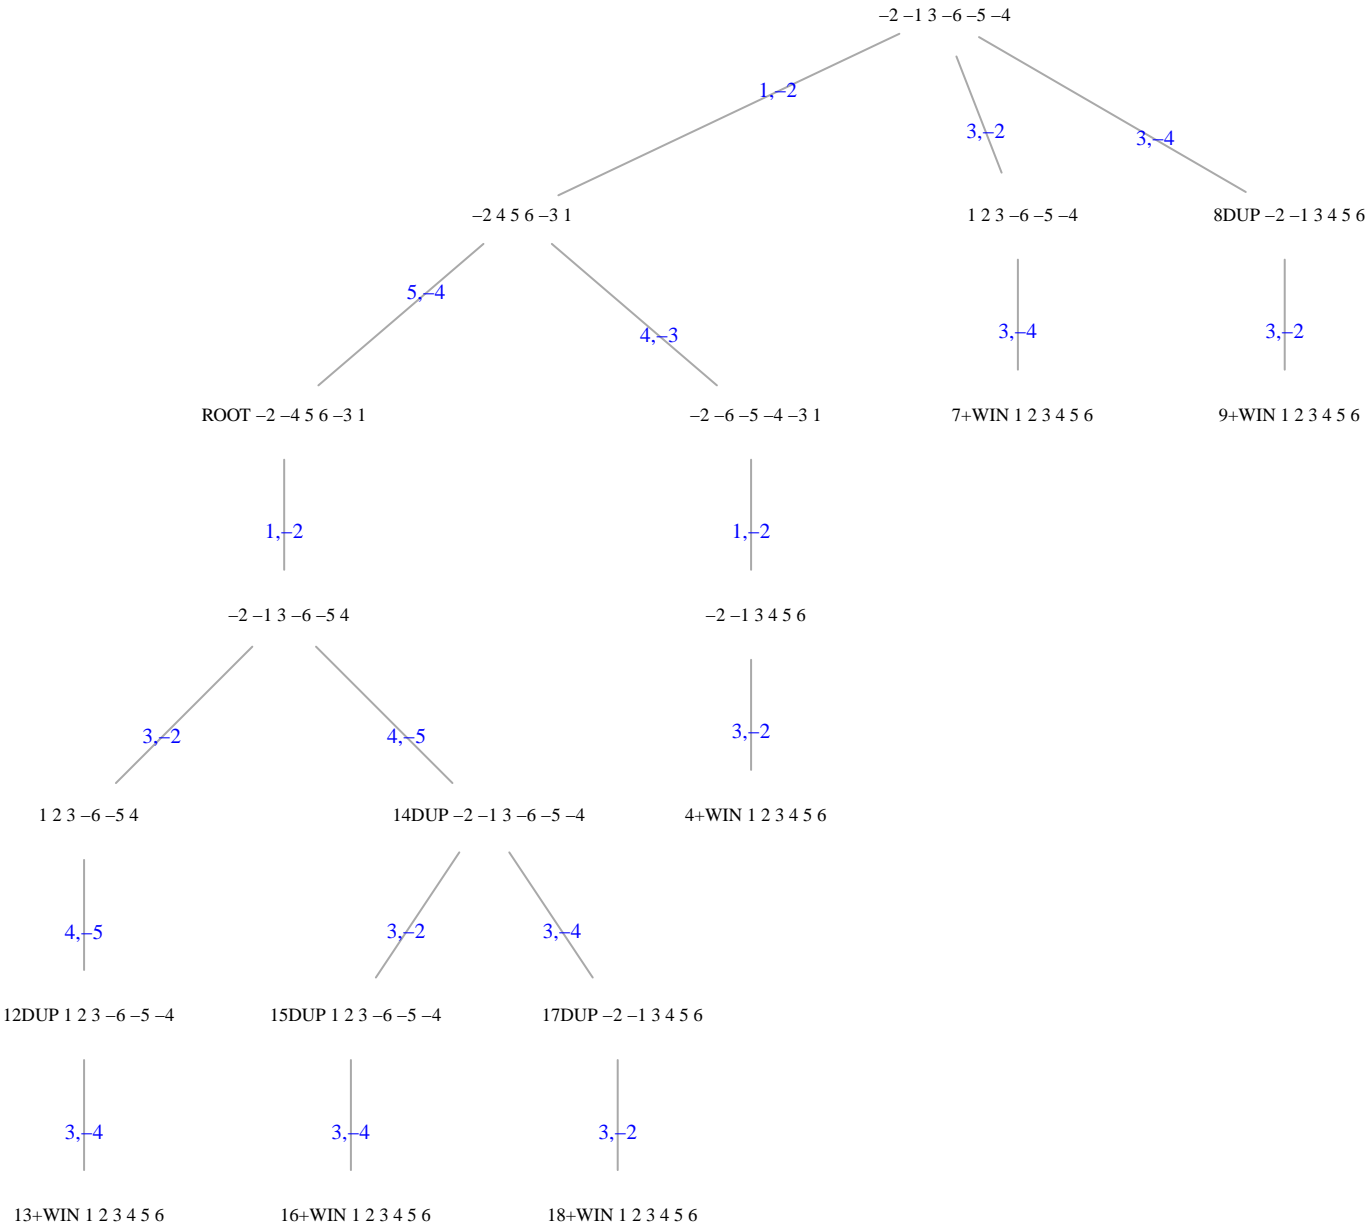 –2 –1 3 –6 –5 –4
1,–2
3,–2
3,–4
–2 4 5 6 –3 1
1 2 3 –6 –5 –4
8DUP –2 –1 3 4 5 6
5,–4
4,–3
3,–4
3,–2
ROOT –2 –4 5 6 –3 1
–2 –6 –5 –4 –3 1
7+WIN 1 2 3 4 5 6
9+WIN 1 2 3 4 5 6
1,–2
1,–2
–2 –1 3 –6 –5 4
–2 –1 3 4 5 6
3,–2
4,–5
3,–2
1 2 3 –6 –5 4
14DUP –2 –1 3 –6 –5 –4
4+WIN 1 2 3 4 5 6
4,–5
3,–2
3,–4
12DUP 1 2 3 –6 –5 –4
15DUP 1 2 3 –6 –5 –4
17DUP –2 –1 3 4 5 6
3,–4
3,–4
3,–2
13+WIN 1 2 3 4 5 6
16+WIN 1 2 3 4 5 6
18+WIN 1 2 3 4 5 6